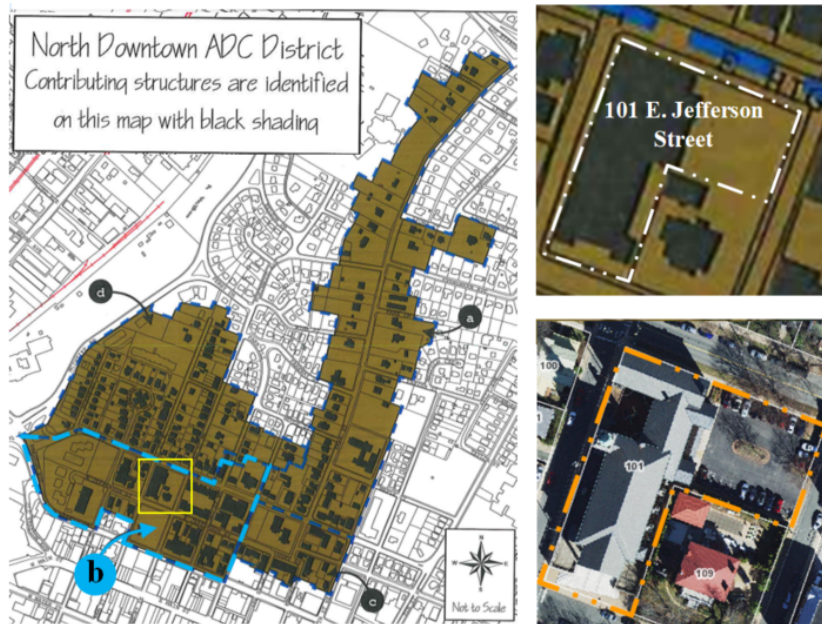 North Downtown ADC District
Contributing structures are identified
on this map with black shading
101 E. Jefferson
Street
d
a
b
c
N
W
E
S
Not to Scale
100
101
109